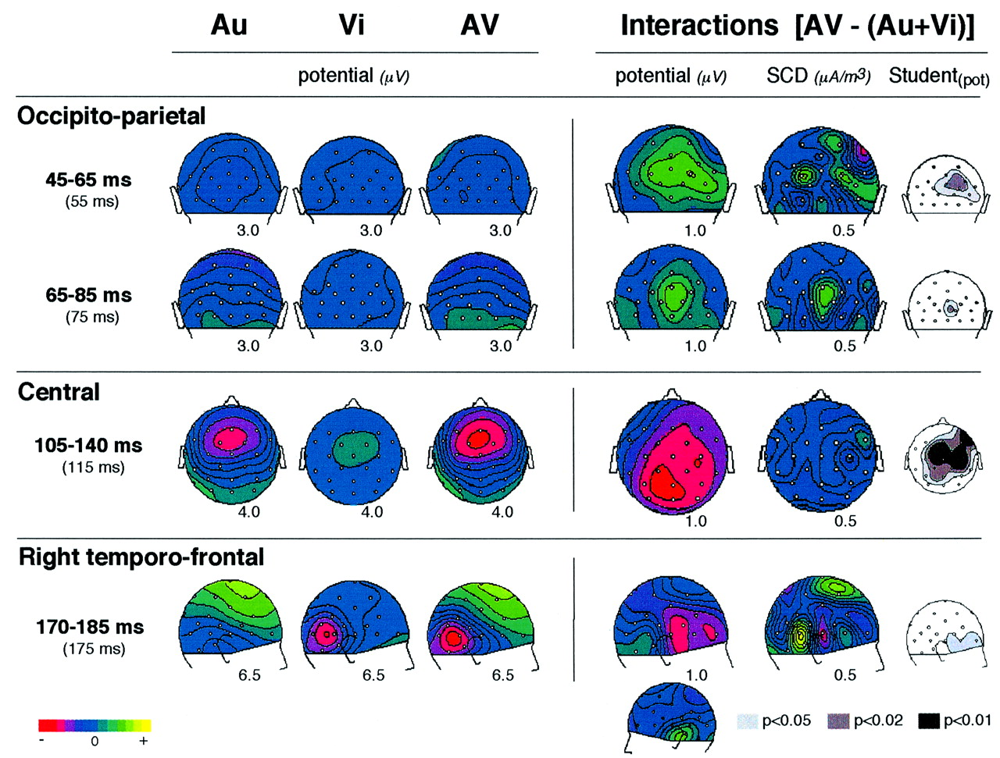 Au Vi AV Interactions [AV - (Au+Vi)]
potential (µV) potential (µV) SCD (µA/m3) Student(pot)
Occipito-parietal
45-65 ms
(55 ms)
3.0 3.0 3.0 1.0 0.5
65-85 ms
(75 ms)
3.0 3.0 3.0 1.0 0.5
Central
105-140 ms
(115 ms)
4.0 4.0 4.0 1.0 0.5
Right temporo-frontal
170-185 ms
(175 ms)
6.5 6.5 6.5 1.0 0.5
- 0 +
p<0.05 p<0.02 p<0.01